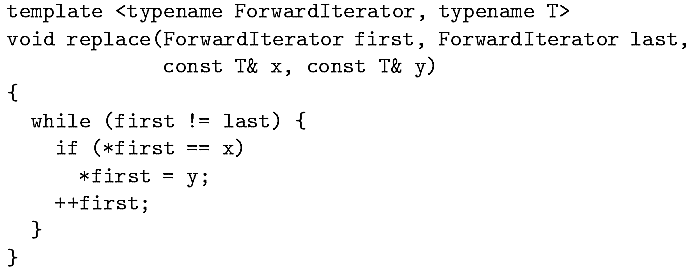 template <typename ForwardIterator, typename T>
void replace(ForwardIterator first, ForwardIterator last,
             const T& x, const T& y)
{
  while (first != last) {
    if (*first == x)
      *first = y;
    ++first;
  }
}